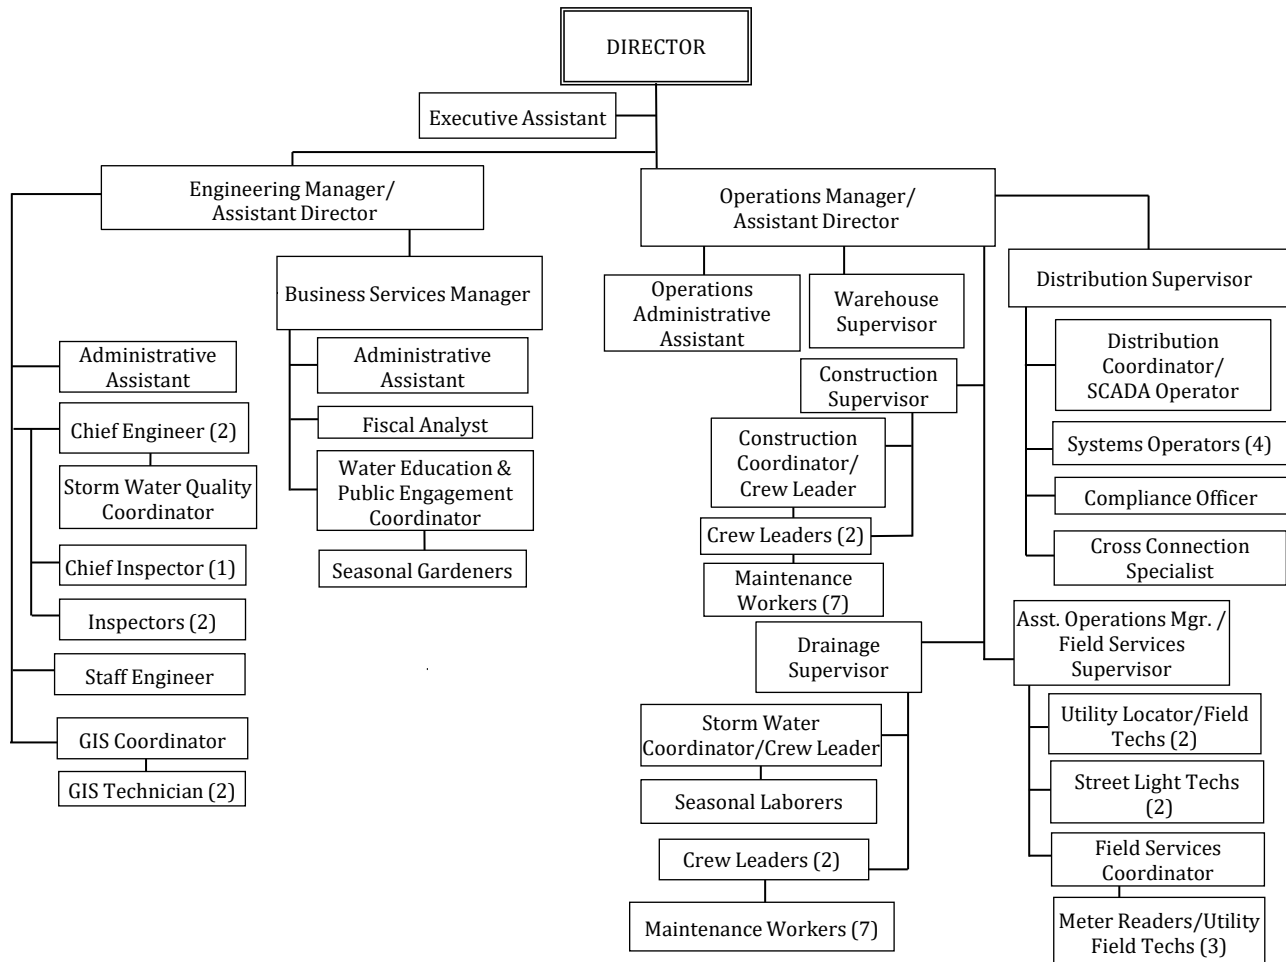 DIRECTOR
Executive Assistant
Engineering Manager/
Assistant Director
Operations Manager/
Assistant Director
Business Services Manager
Operations
Administrative
Assistant
Warehouse
Supervisor
Distribution Supervisor
Administrative
Assistant
Chief Engineer (2)
Storm Water Quality
Coordinator
Chief Inspector (1)
Inspectors (2)
Staff Engineer
GIS Coordinator
GIS Technician (2)
Administrative
Assistant
Fiscal Analyst
Water Education &
Public Engagement
Coordinator
Seasonal Gardeners
Construction
Supervisor
Construction
Coordinator/
Crew Leader
Crew Leaders (2)
Maintenance
Workers (7)
Drainage
Supervisor
Storm Water
Coordinator/Crew Leader
Seasonal Laborers
Crew Leaders (2)
Maintenance Workers (7)
Distribution
Coordinator/
SCADA Operator
Systems Operators (4)
Compliance Officer
Cross Connection
Specialist
Asst. Operations Mgr. /
Field Services
Supervisor
Utility Locator/Field
Techs (2)
Street Light Techs
(2)
Field Services
Coordinator
Meter Readers/Utility
Field Techs (3)